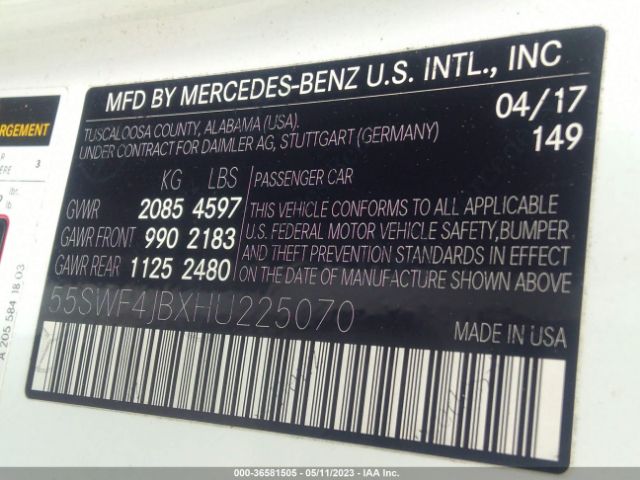 MFD BY MERCEDES-BENZ U.S. INTL., INC
TUSCALOOSA COUNTY, ALABAMA (USA).
UNDER CONTRACT FOR DAIMLER AG, STUTTGART (GERMANY)
04/17
149
KG LBS
GVWR 2085 4597
GAWR FRONT 990 2183
GAWR REAR 1125 2480
PASSENGER CAR
THIS VEHICLE CONFORMS TO ALL APPLICABLE
U.S. FEDERAL MOTOR VEHICLE SAFETY,BUMPER
AND THEFT PREVENTION STANDARDS IN EFFECT
ON THE DATE OF MANUFACTURE SHOWN ABOVE.
55SWF4JBXHU225070
MADE IN USA
3
A 205 584 18 03
000-36581505 - 05/11/2023 - IAA Inc.